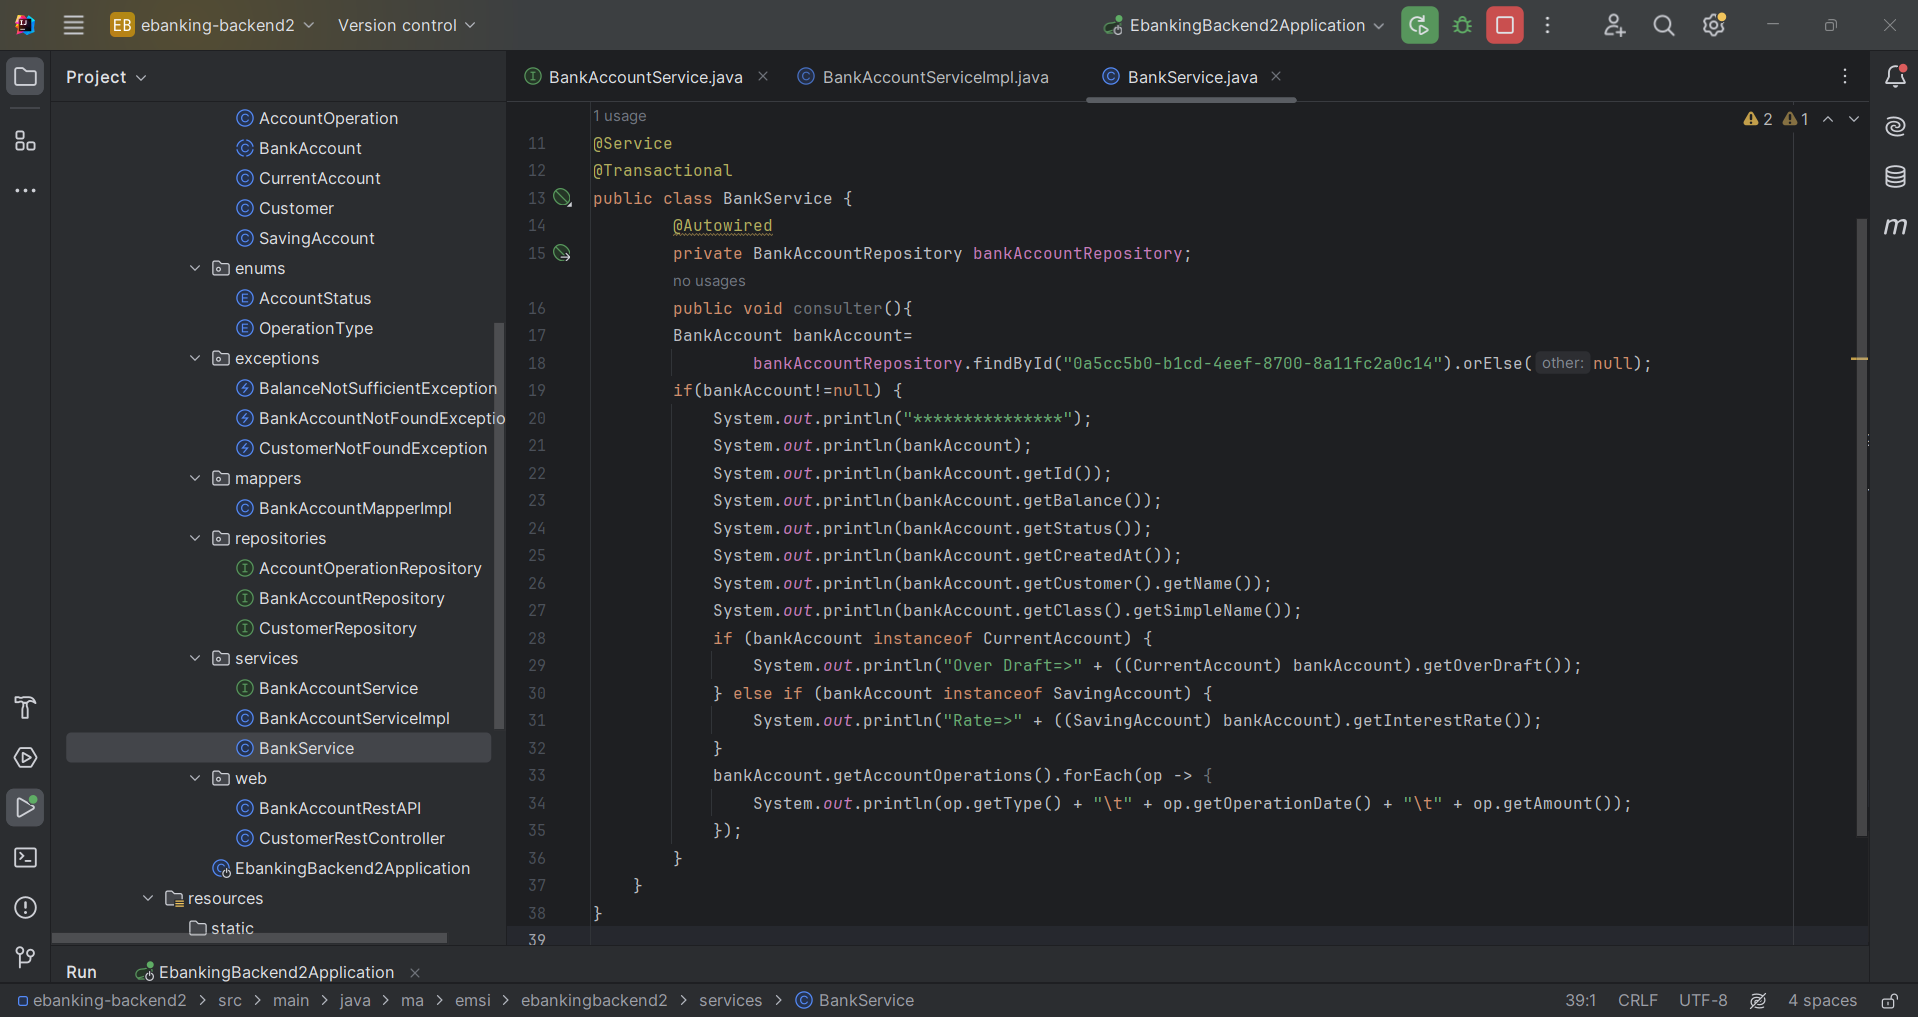 EB ebanking-backend2 Version control EbankingBackend2Application
Project
BankAccountService.java BankAccountServiceImpl.java BankService.java
AccountOperation
BankAccount
CurrentAccount
Customer
SavingAccount
enums
AccountStatus
OperationType
exceptions
BalanceNotSufficientException
BankAccountNotFoundExceptio
CustomerNotFoundException
mappers
BankAccountMapperImpl
repositories
AccountOperationRepository
BankAccountRepository
CustomerRepository
services
BankAccountService
BankAccountServiceImpl
BankService
web
BankAccountRestAPI
CustomerRestController
EbankingBackend2Application
resources
static
1 usage
2 1
11 @Service
12 @Transactional
13 public class BankService {
14 @Autowired
15 private BankAccountRepository bankAccountRepository;
no usages
16 public void consulter(){
17 BankAccount bankAccount=
18 bankAccountRepository.findById("0a5cc5b0-b1cd-4eef-8700-8a11fc2a0c14").orElse( other: null);
19 if(bankAccount!=null) {
20 System.out.println("***************");
21 System.out.println(bankAccount);
22 System.out.println(bankAccount.getId());
23 System.out.println(bankAccount.getBalance());
24 System.out.println(bankAccount.getStatus());
25 System.out.println(bankAccount.getCreatedAt());
26 System.out.println(bankAccount.getCustomer().getName());
27 System.out.println(bankAccount.getClass().getSimpleName());
28 if (bankAccount instanceof CurrentAccount) {
29 System.out.println("Over Draft=>" + ((CurrentAccount) bankAccount).getOverDraft());
30 } else if (bankAccount instanceof SavingAccount) {
31 System.out.println("Rate=>" + ((SavingAccount) bankAccount).getInterestRate());
32 }
33 bankAccount.getAccountOperations().forEach(op -> {
34 System.out.println(op.getType() + "\t" + op.getOperationDate() + "\t" + op.getAmount());
35 });
36 }
37 }
38 }
39
Run EbankingBackend2Application
ebanking-backend2 > src > main > java > ma > emsi > ebankingbackend2 > services > BankService 39:1 CRLF UTF-8 4 spaces